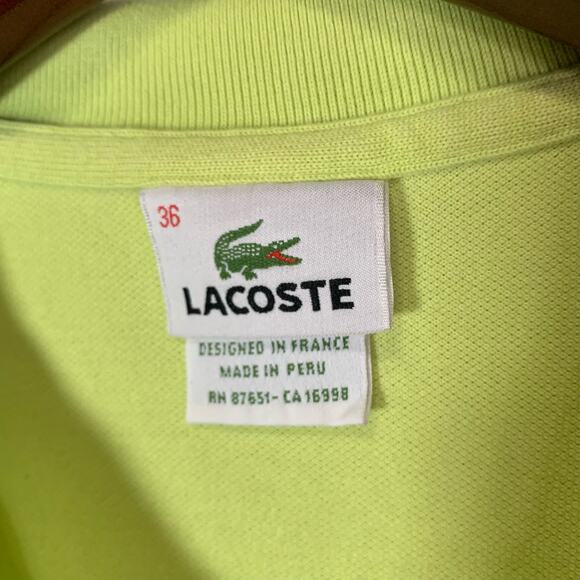 36
LACOSTE
DESIGNED IN FRANCE
MADE IN PERU
RN 87651-CA 16998